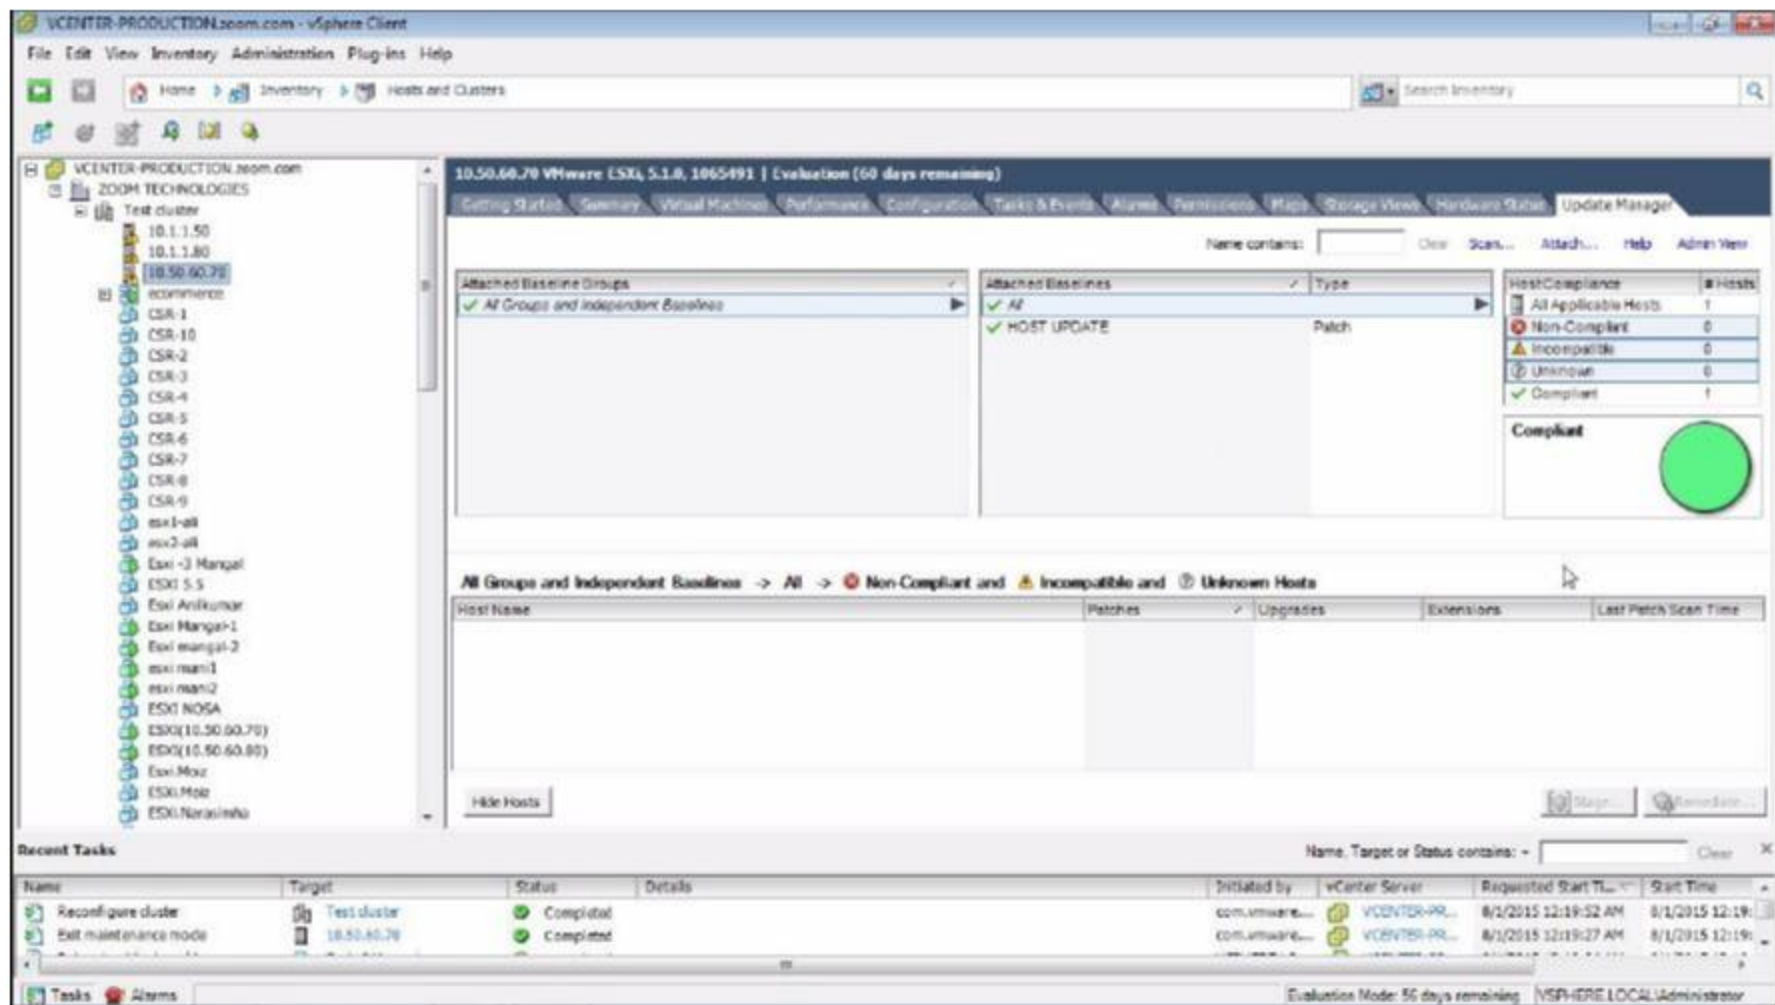 VCENTER-PRODUCTION.zoom.com - vSphere Client
File Edit View Inventory Administration Plug-ins Help
Home Inventory Hosts and Clusters
Search Inventory
VCENTER-PRODUCTION.zoom.com
ZOOM TECHNOLOGIES
Test cluster
10.1.1.50
10.1.1.80
10.50.60.70
ecommerce
CSR-1
CSR-10
CSR-2
CSR-3
CSR-4
CSR-5
CSR-6
CSR-7
CSR-8
CSR-9
esx1-ali
esx2-ali
Esxi -3 Mangal
ESXI 5.5
Esxi Anilkumar
Esxi Mangal-1
Esxi mangal-2
esxi mani1
esxi mani2
ESXI NOSA
ESXi(10.50.60.70)
ESXi(10.50.60.80)
Esxi.Moiz
ESXi.Moiz
ESXi.Narasimha
10.50.60.70 VMware ESXi, 5.1.0, 1065491 | Evaluation (60 days remaining)
Getting Started Summary Virtual Machines Performance Configuration Tasks & Events Alarms Permissions Maps Storage Views Hardware Status Update Manager
Name contains: Clear Scan... Attach... Help Admin View
Attached Baseline Groups
All Groups and Independent Baselines
Attached Baselines Type
All
HOST UPDATE Patch
Host Compliance # Hosts
All Applicable Hosts 1
Non-Compliant 0
Incompatible 0
Unknown 0
Compliant 1
Compliant
All Groups and Independent Baselines -> All -> Non-Compliant and Incompatible and Unknown Hosts
Host Name Patches Upgrades Extensions Last Patch Scan Time
Hide Hosts Stage... Remediate...
Recent Tasks Name, Target or Status contains: Clear
Name Target Status Details Initiated by vCenter Server Requested Start Ti... Start Time
Reconfigure cluster Test cluster Completed com.vmware.... VCENTER-PR... 8/1/2015 12:19:52 AM 8/1/2015 12:19:
Exit maintenance mode 10.50.60.70 Completed com.vmware.... VCENTER-PR... 8/1/2015 12:19:27 AM 8/1/2015 12:19:
Tasks Alarms Evaluation Mode: 56 days remaining VSPHERE.LOCAL\Administrator